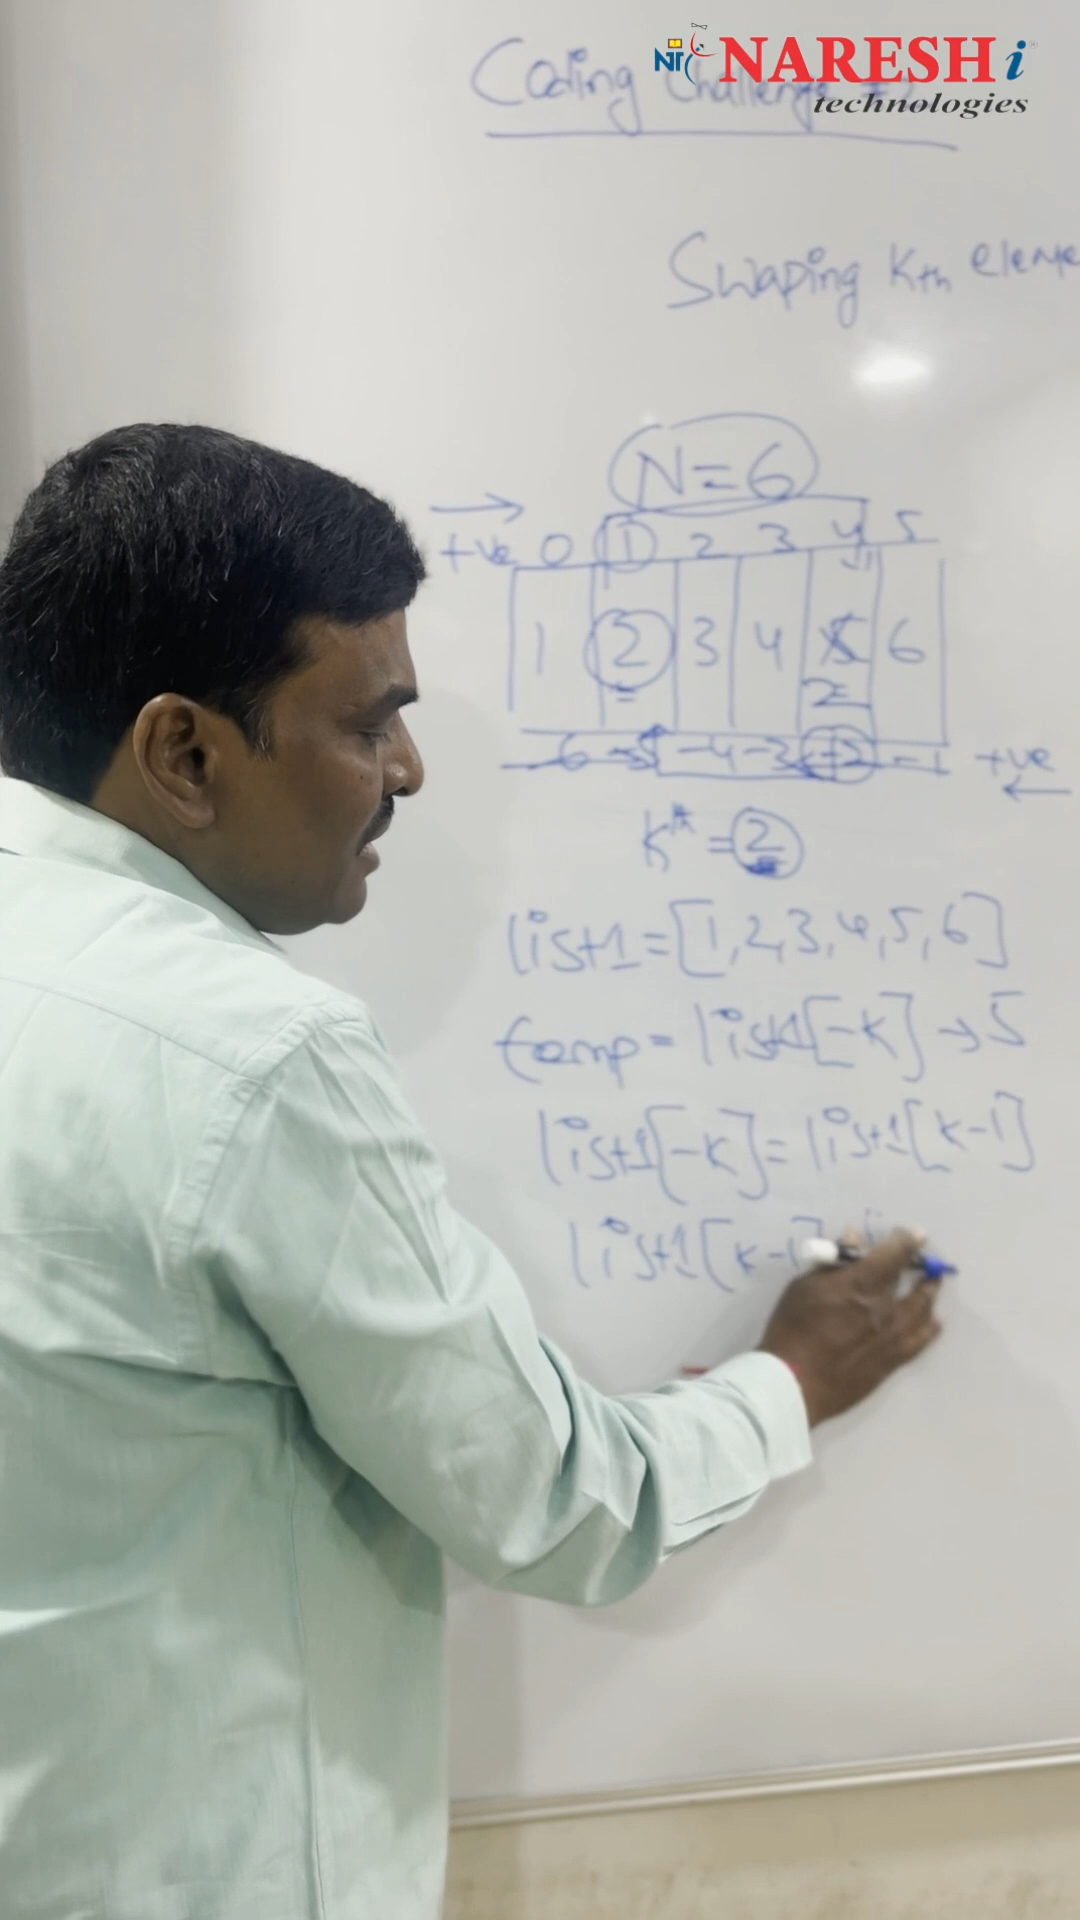 NARESH i
technologies
NT
Coding Challenge
Swaping Kth
N=6
+ve 0 1 2 3 4 5
1 2 3 4 5 6
2
-6 -5 -4 -3 -2 -1 +ve
K = 2
list1=[1,2,3,4,5,6]
temp=list1[-K]→5
list1[-K]=list1[K-1]
list1[K-1]